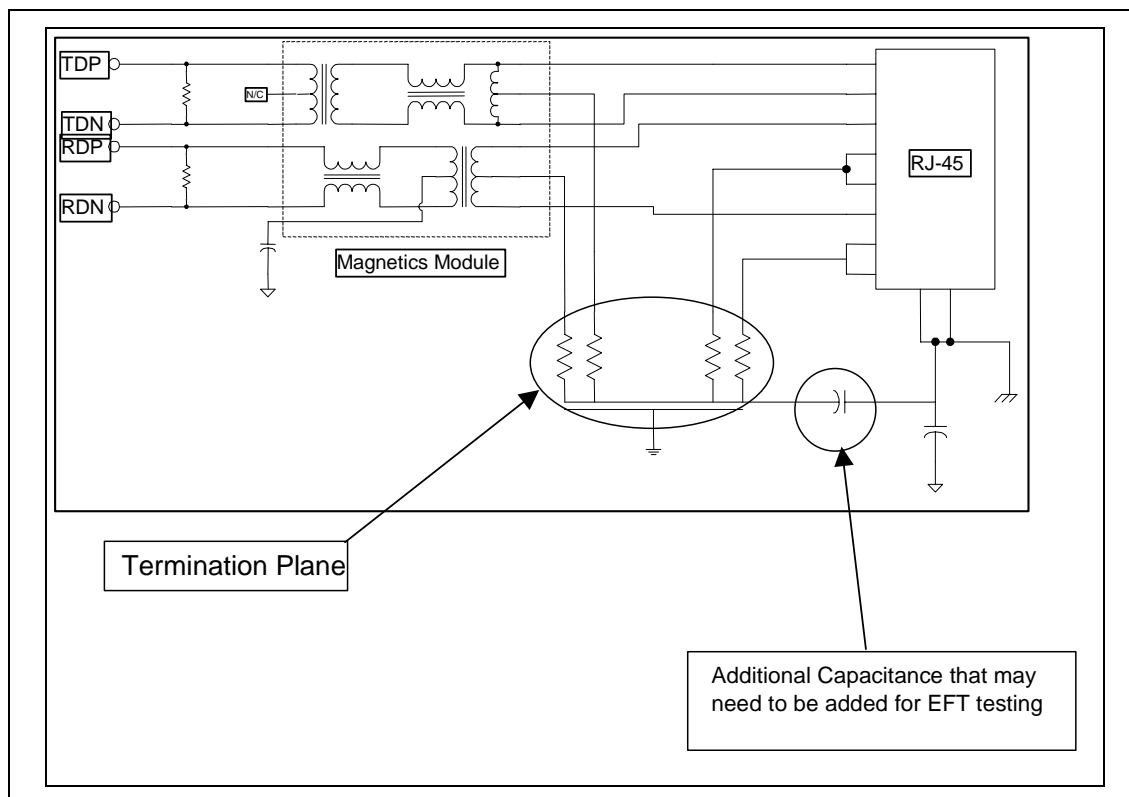 TDP
N/C
TDN
RDP
RJ-45
RDN
Magnetics Module
Termination Plane
Additional Capacitance that may
need to be added for EFT testing